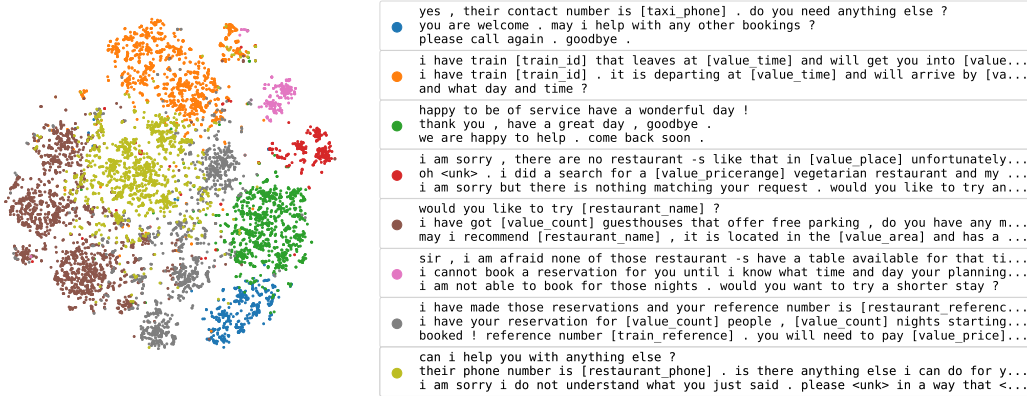 yes , their contact number is [taxi_phone] . do you need anything else ?
you are welcome . may i help with any other bookings ?
please call again . goodbye .
i have train [train_id] that leaves at [value_time] and will get you into [value...
i have train [train_id] . it is departing at [value_time] and will arrive by [va...
and what day and time ?
happy to be of service have a wonderful day !
thank you , have a great day , goodbye .
we are happy to help . come back soon .
i am sorry , there are no restaurant -s like that in [value_place] unfortunately...
oh <unk> . i did a search for a [value_pricerange] vegetarian restaurant and my ...
i am sorry but there is nothing matching your request . would you like to try an...
would you like to try [restaurant_name] ?
i have got [value_count] guesthouses that offer free parking , do you have any m...
may i recommend [restaurant_name] , it is located in the [value_area] and has a ...
sir , i am afraid none of those restaurant -s have a table available for that ti...
i cannot book a reservation for you until i know what time and day your planning...
i am not able to book for those nights . would you want to try a shorter stay ?
i have made those reservations and your reference number is [restaurant_referenc...
i have your reservation for [value_count] people , [value_count] nights starting...
booked ! reference number [train_reference] . you will need to pay [value_price]...
can i help you with anything else ?
their phone number is [restaurant_phone] . is there anything else i can do for y...
i am sorry i do not understand what you just said . please <unk> in a way that <...